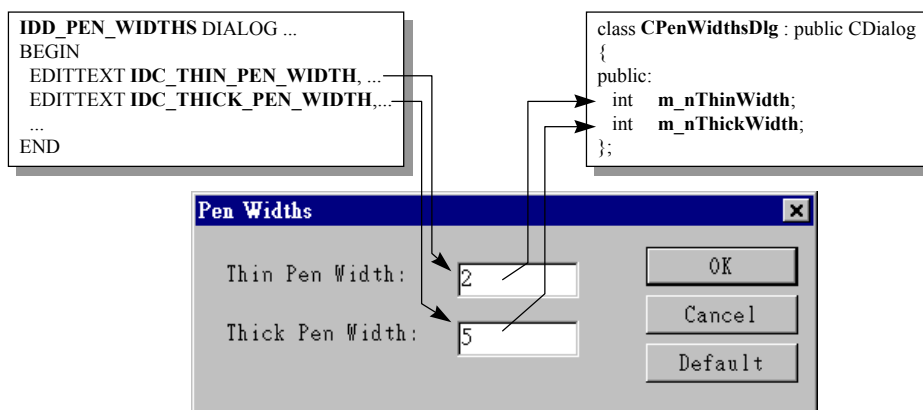 IDD_PEN_WIDTHS DIALOG ...
BEGIN
EDITTEXT IDC_THIN_PEN_WIDTH, ...
EDITTEXT IDC_THICK_PEN_WIDTH,...
...
END
class CPenWidthsDlg : public CDialog
{
public:
int m_nThinWidth;
int m_nThickWidth;
};
Pen Widths
Thin Pen Width: 2
Thick Pen Width: 5
OK
Cancel
Default